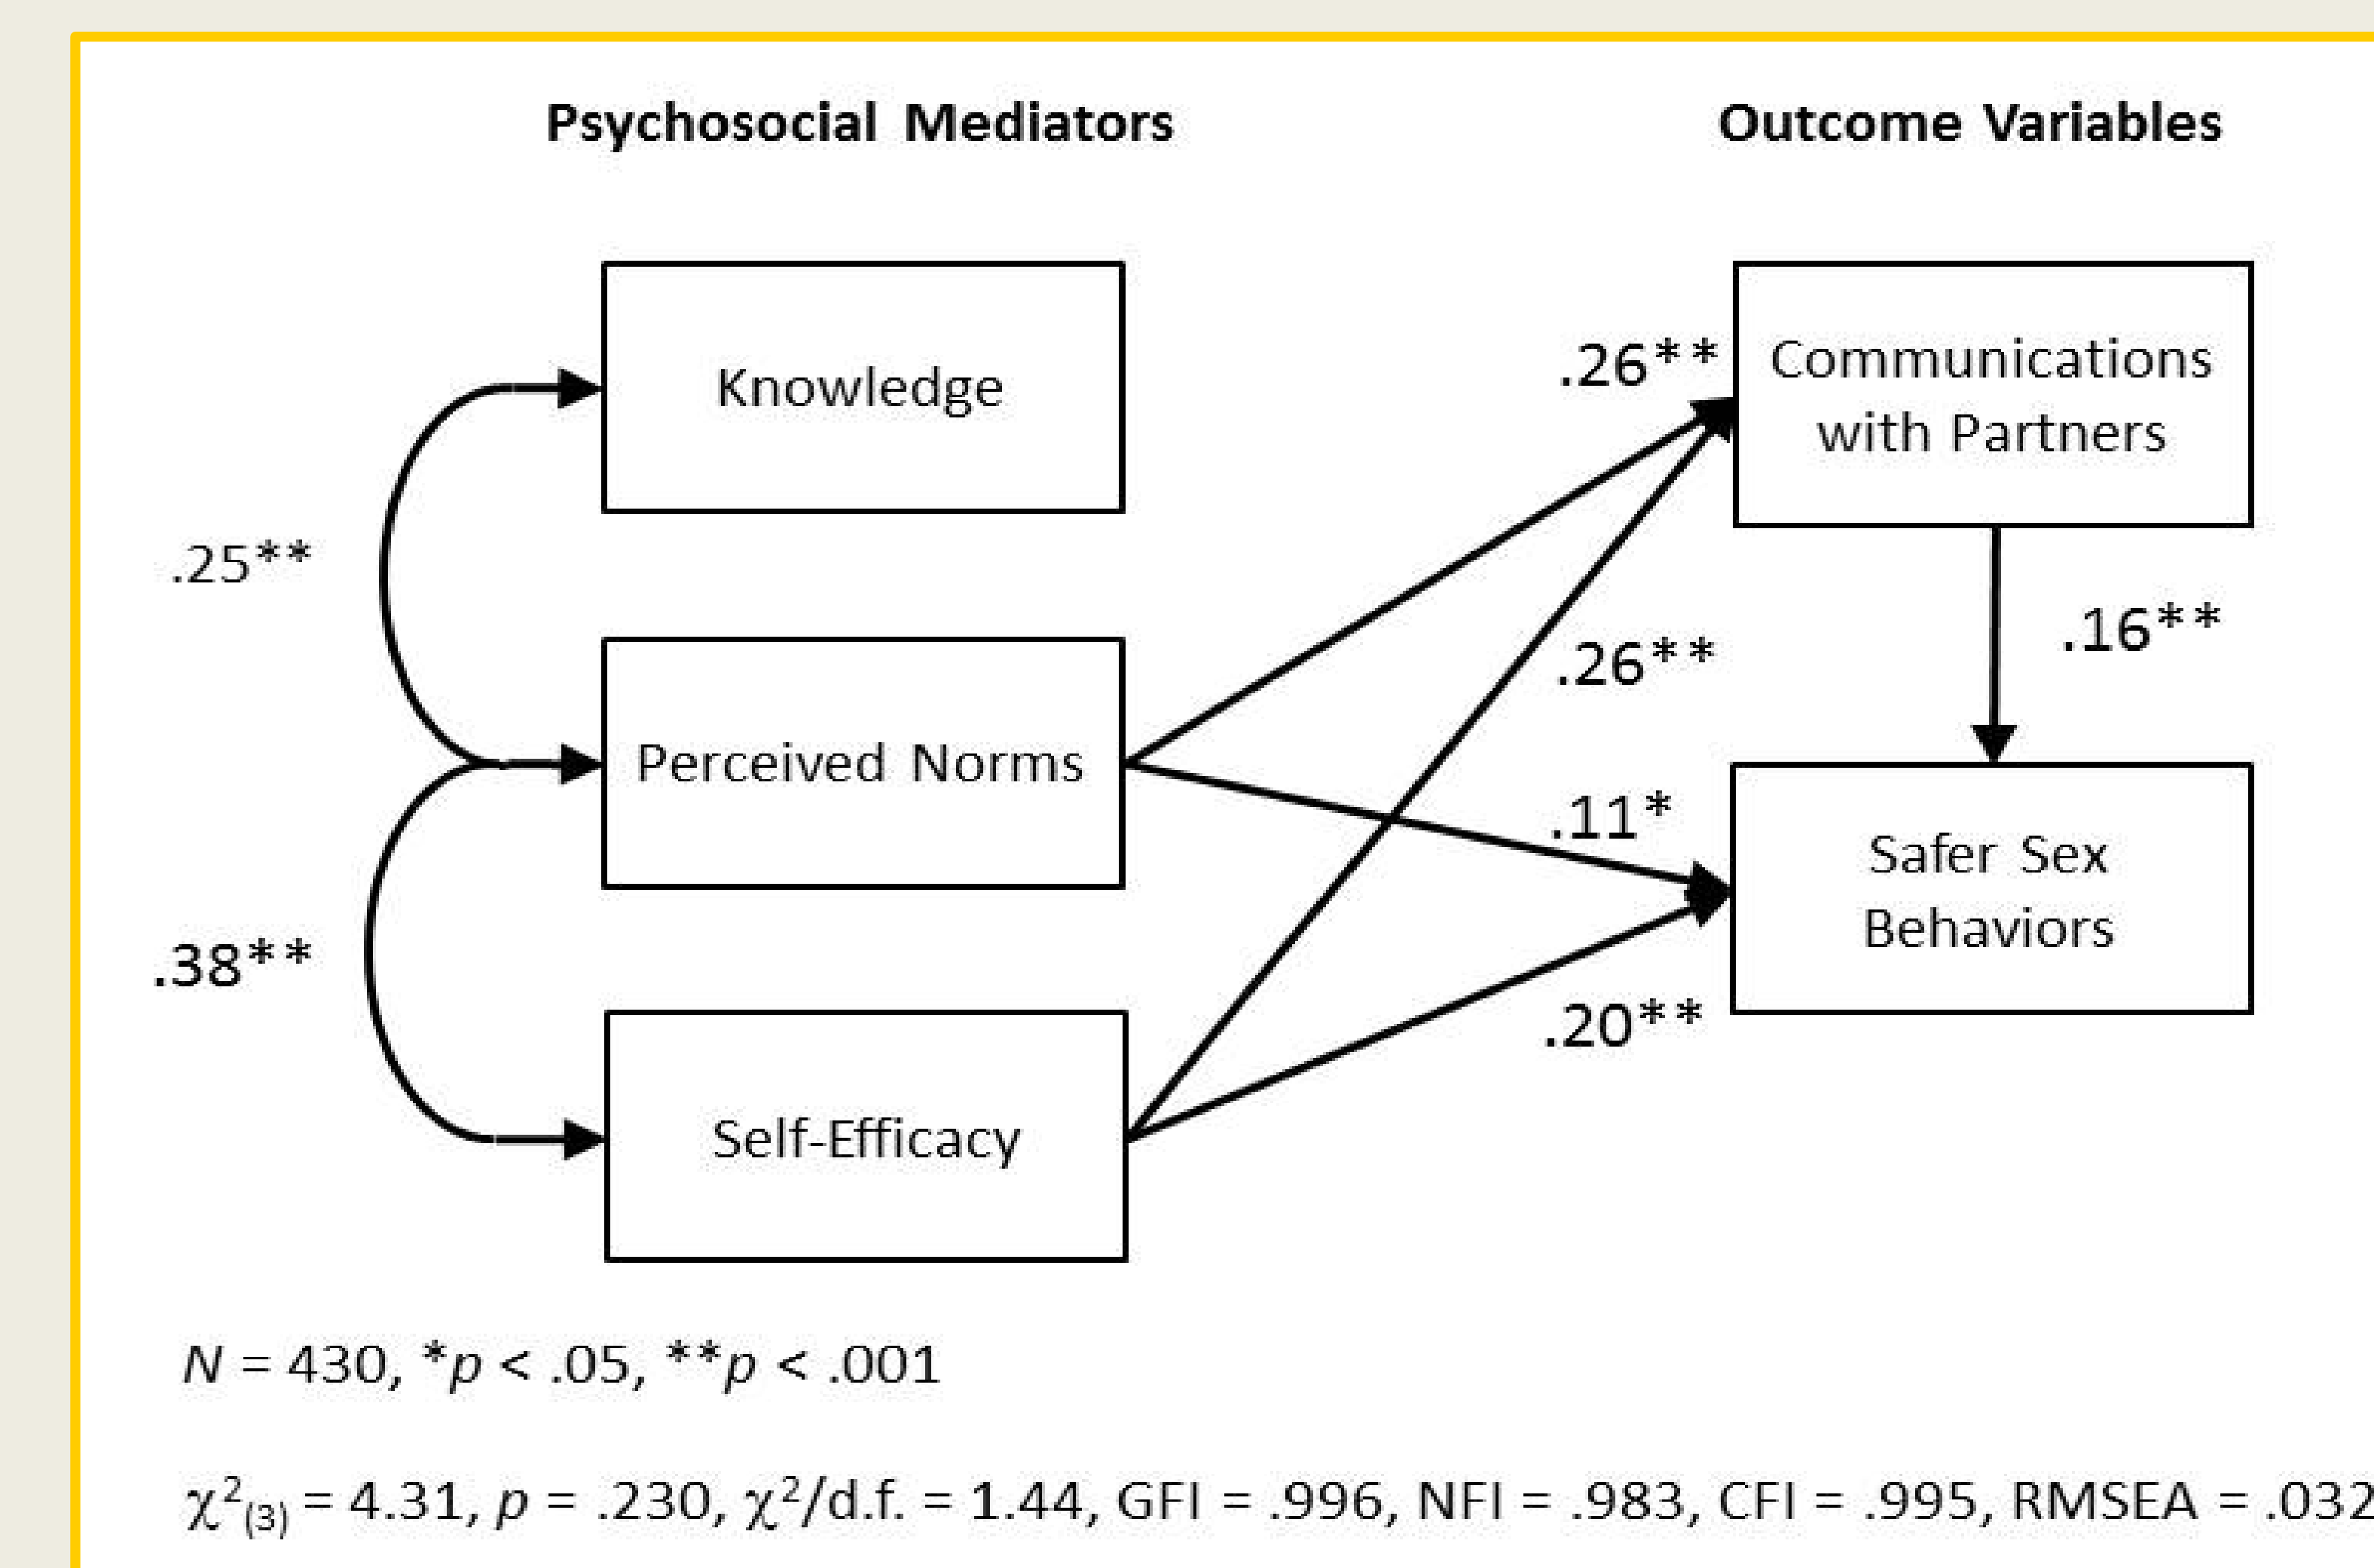 Psychosocial Mediators
Outcome Variables
Knowledge
Communications
with Partners
.26**
.25**
.16**
.26**
Perceived Norms
.11*
Safer Sex
Behaviors
.38**
.20**
Self-Efficacy
N = 430, *p < .05, **p < .001
χ²₍₃₎ = 4.31, p = .230, χ²/d.f. = 1.44, GFI = .996, NFI = .983, CFI = .995, RMSEA = .032